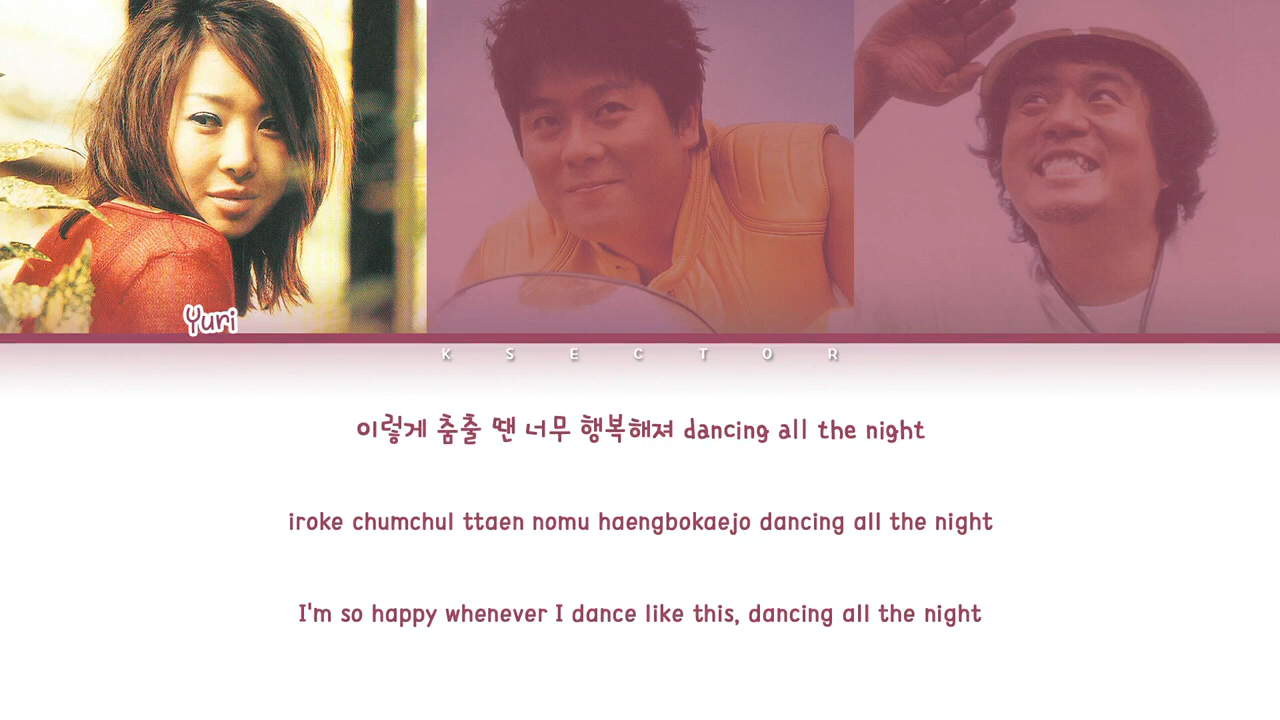 Yuri
K S E C T O R
이렇게 춤출 땐 너무 행복해져 dancing all the night
iroke chumchul ttaen nomu haengbokaejo dancing all the night
I'm so happy whenever I dance like this, dancing all the night